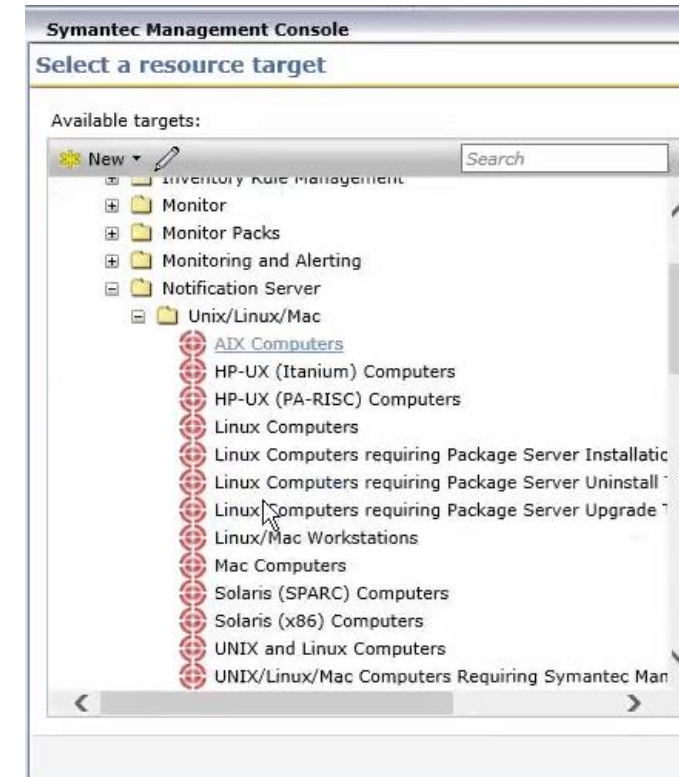 Symantec Management Console
Select a resource target
Available targets:
New
Search
Inventory Rule Management
Monitor
Monitor Packs
Monitoring and Alerting
Notification Server
Unix/Linux/Mac
AIX Computers
HP-UX (Itanium) Computers
HP-UX (PA-RISC) Computers
Linux Computers
Linux Computers requiring Package Server Installatic
Linux Computers requiring Package Server Uninstall
Linux Computers requiring Package Server Upgrade
Linux/Mac Workstations
Mac Computers
Solaris (SPARC) Computers
Solaris (x86) Computers
UNIX and Linux Computers
UNIX/Linux/Mac Computers Requiring Symantec Man